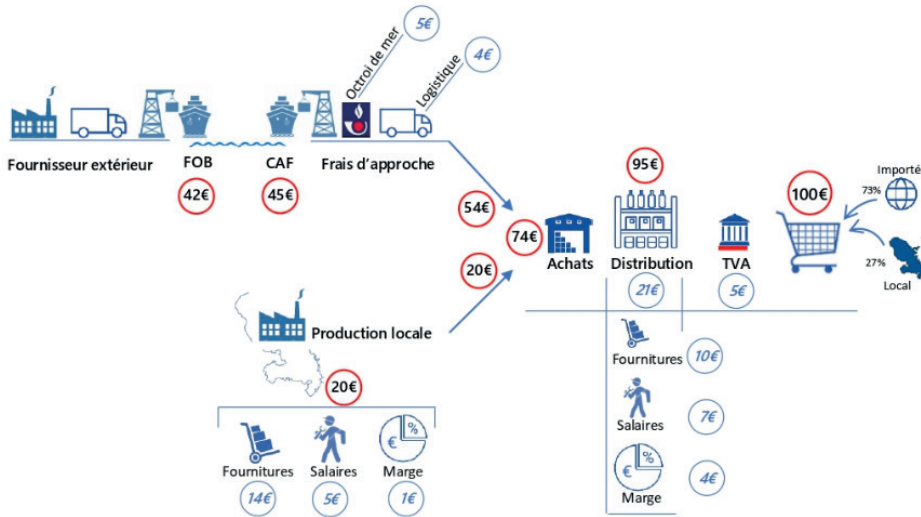 Octroi de mer
5€
Logistique
4€
Fournisseur extérieur
FOB
CAF
Frais d'approche
42€
45€
54€
74€
20€
Achats
95€
Distribution
21€
TVA
5€
100€
Importé
73%
27%
Local
Production locale
20€
Fournitures
Salaires
Marge
14€
5€
1€
Fournitures
10€
Salaires
7€
€
%
Marge
4€
€
%